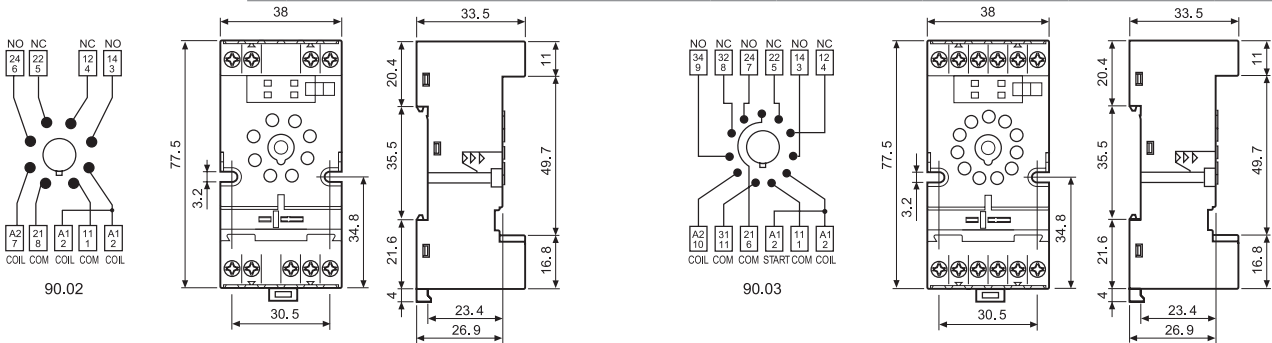 38
33.5
NO NC NC NO
24 22 12 14
6 5 4 3
77.5
3.2
34.8
30.5
20.4
35.5
21.6
4
11
49.7
16.8
23.4
26.9
A2 21 A1 11 A1
7 8 2 1 2
COIL COM COIL COM COIL
90.02
38
33.5
NO NC NO NC NO NC
34 32 24 22 14 12
9 8 7 5 3 4
77.5
3.2
34.8
30.5
20.4
35.5
21.6
4
11
49.7
16.8
23.4
26.9
A2 31 21 A1 11 A1
10 11 6 2 1 2
COIL COM COM START COM COIL
90.03